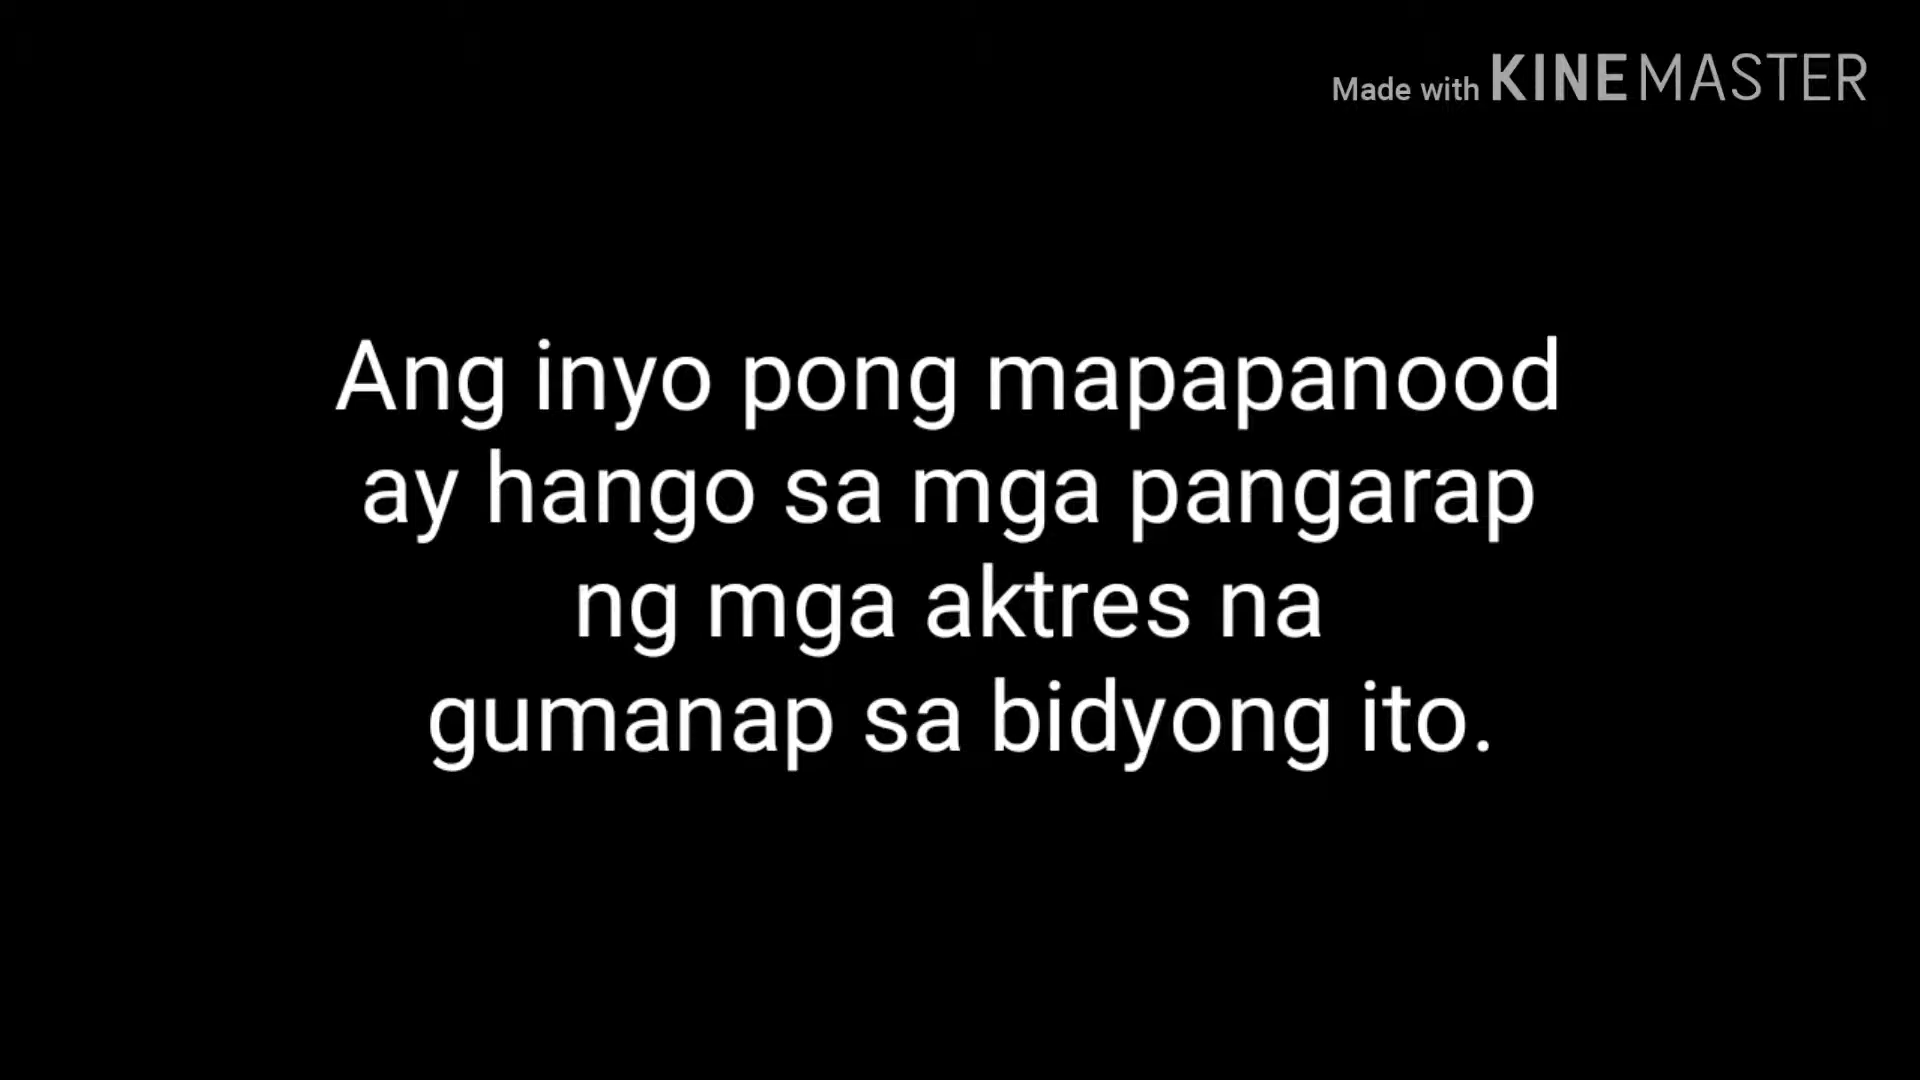 Made with KINEMASTER
Ang inyo pong mapapanood
ay hango sa mga pangarap
ng mga aktres na
gumanap sa bidyong ito.